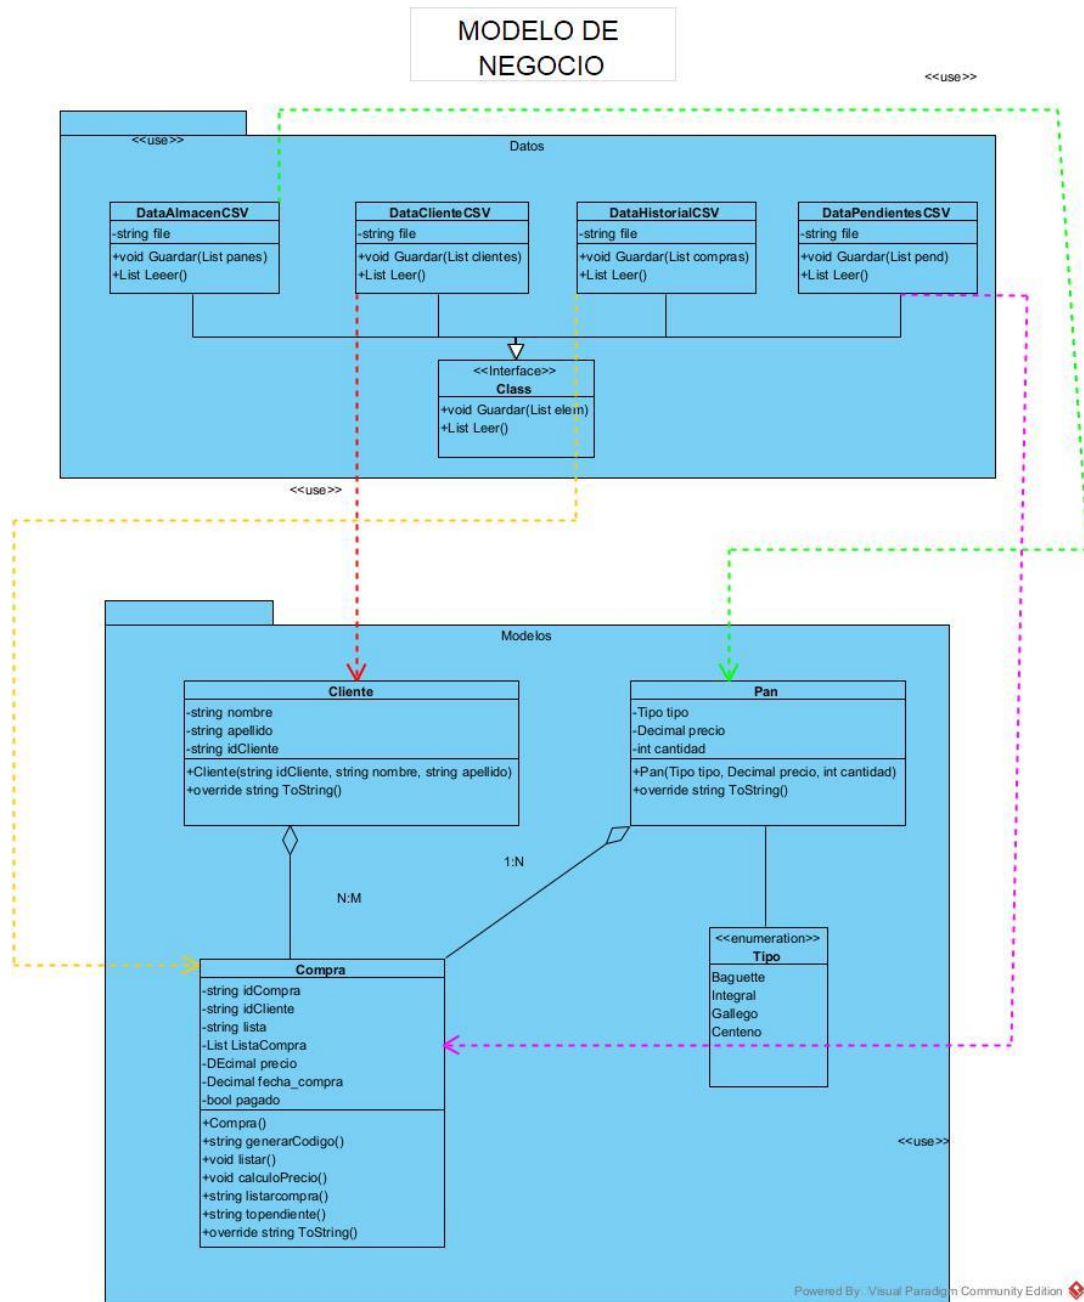 MODELO DE
NEGOCIO
<<use>>
<<use>>
Datos
DataAlmacenCSV
-string file
+void Guardar(List panes)
+List Leeer()
DataClienteCSV
-string file
+void Guardar(List clientes)
+List Leer()
DataHistorialCSV
-string file
+void Guardar(List compras)
+List Leer()
DataPendientesCSV
-string file
+void Guardar(List pend)
+List Leer()
<<Interface>>
Class
+void Guardar(List elem)
+List Leer()
<<use>>
Modelos
Cliente
-string nombre
-string apellido
-string idCliente
+Cliente(string idCliente, string nombre, string apellido)
+override string ToString()
Pan
-Tipo tipo
-Decimal precio
-int cantidad
+Pan(Tipo tipo, Decimal precio, int cantidad)
+override string ToString()
1:N
N:M
<<enumeration>>
Tipo
Baguette
Integral
Gallego
Centeno
Compra
-string idCompra
-string idCliente
-string lista
-List ListaCompra
-DEcimal precio
-Decimal fecha_compra
-bool pagado
+Compra()
+string generarCodigo()
+void listar()
+void calculoPrecio()
+string listarcompra()
+string topendiente()
+override string ToString()
<<use>>
Powered By: Visual Paradigm Community Edition